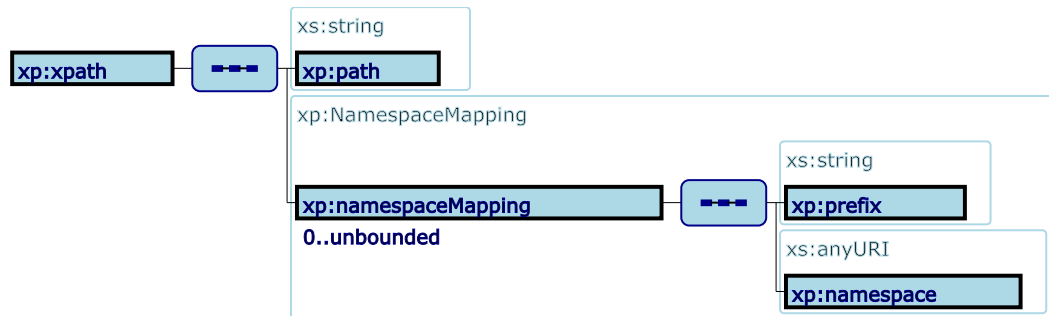 xs:string
xp:xpath
xp:path
xp:NamespaceMapping
xs:string
xp:namespaceMapping
xp:prefix
0..unbounded
xs:anyURI
xp:namespace